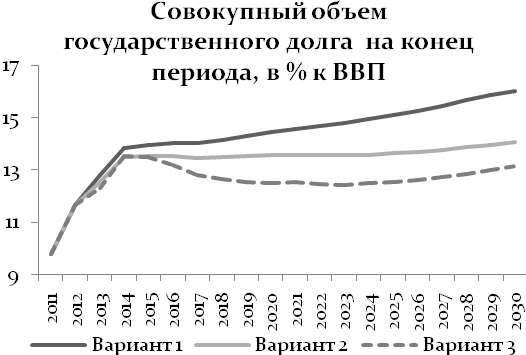 Совокупный объем
государственного долга на конец
периода, в % к ВВП
17
15
13
11
9
2011 2012 2013 2014 2015 2016 2017 2018 2019 2020 2021 2022 2023 2024 2025 2026 2027 2028 2029 2030
Вариант 1 Вариант 2 Вариант 3